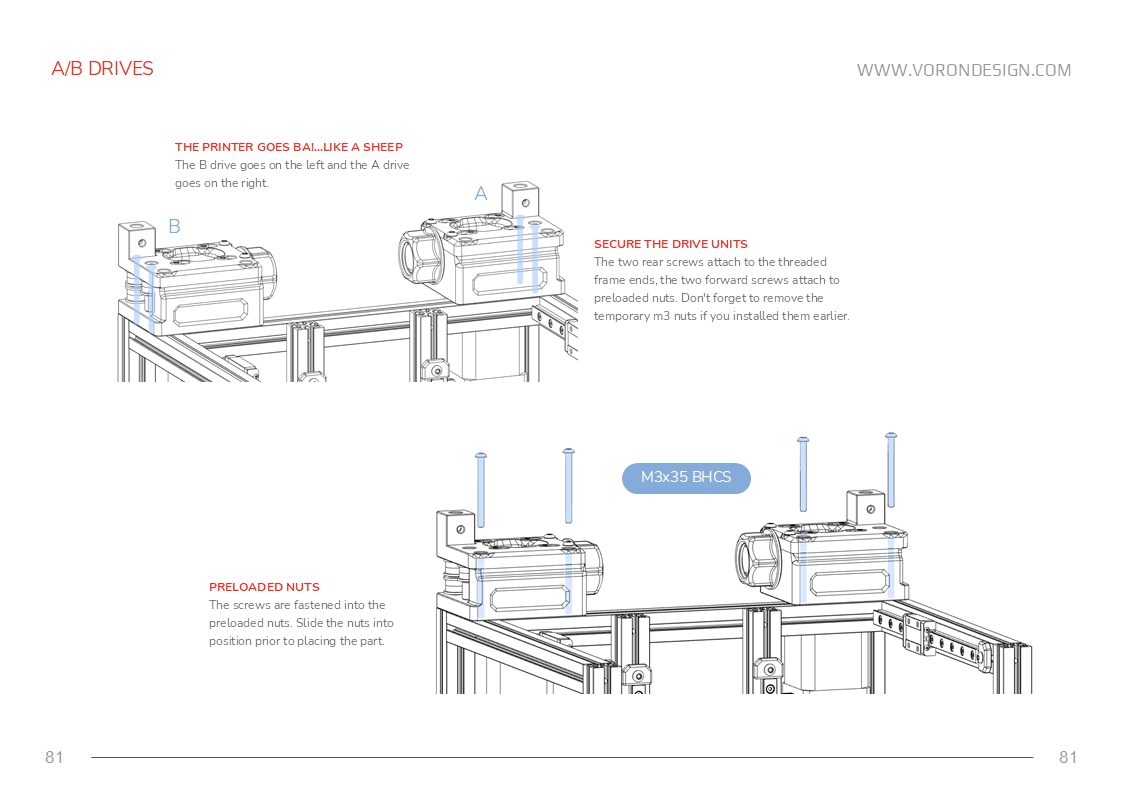 A/B DRIVES
WWW.VORONDESIGN.COM
THE PRINTER GOES BA!...LIKE A SHEEP
The B drive goes on the left and the A drive
goes on the right.
A
B
SECURE THE DRIVE UNITS
The two rear screws attach to the threaded
frame ends, the two forward screws attach to
preloaded nuts. Don't forget to remove the
temporary m3 nuts if you installed them earlier.
M3x35 BHCS
PRELOADED NUTS
The screws are fastened into the
preloaded nuts. Slide the nuts into
position prior to placing the part.
81
81